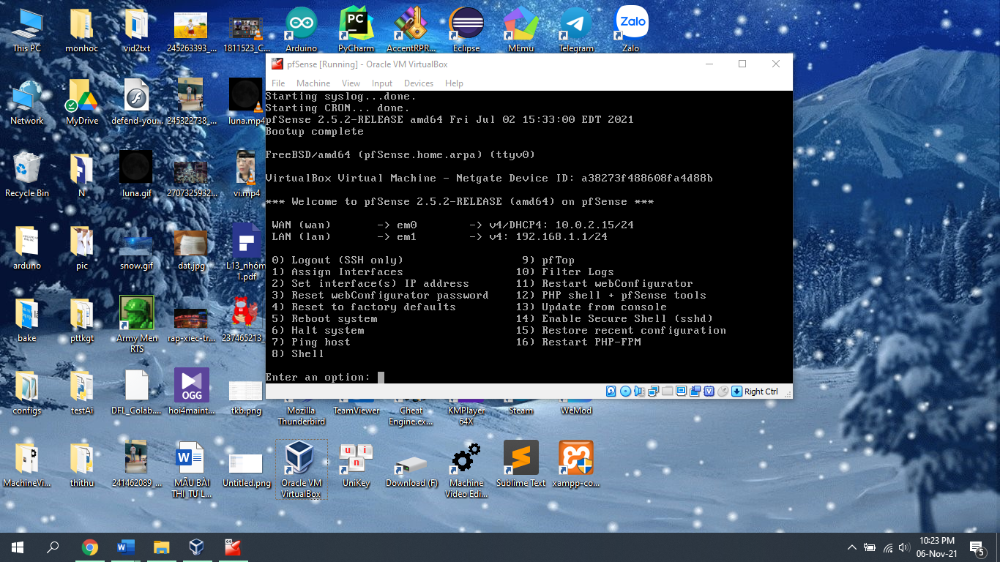 This PC
monhoc
vid2txt
245263393_...
1811523_C...
Arduino
PyCharm
AccentRPR...
Eclipse
MEmu
Telegram
Zalo
Network
MyDrive
defend-you...
245322738_...
luna.mp4
Recycle Bin
N
luna.gif
2707325932...
vi.mp4
arduno
pic
snow.gif
dat.jpg
L13_nhóm
1.pdf
bake
pttkgt
Army Men
RTS
rap-xiec-tr...
237465213_...
configs
testAi
DFL_Colab....
hoi4maint...
tkb.png
Mozilla
Thunderbird
TeamViewer
Cheat
Engine.ex...
KMPlayer
64X
Steam
WeMod
MachineVi...
thithu
241462089_...
MẪU BÀI
THI_TỰ L...
Untitled.png
Oracle VM
VirtualBox
UniKey
Download (F)
Machine
Video Edi...
Sublime Text
xampp-co...
PC
Zalo
OGG
u i
n
pfSense [Running] - Oracle VM VirtualBox
File Machine View Input Devices Help
Starting syslog...done.
Starting CRON... done.
pfSense 2.5.2-RELEASE amd64 Fri Jul 02 15:33:00 EDT 2021
Bootup complete
FreeBSD/amd64 (pfSense.home.arpa) (ttyv0)
VirtualBox Virtual Machine - Netgate Device ID: a38273f488608fa4d88b
*** Welcome to pfSense 2.5.2-RELEASE (amd64) on pfSense ***
WAN (wan) -> em0 -> v4/DHCP4: 10.0.2.15/24
LAN (lan) -> em1 -> v4: 192.168.1.1/24
0) Logout (SSH only) 9) pfTop
1) Assign Interfaces 10) Filter Logs
2) Set interface(s) IP address 11) Restart webConfigurator
3) Reset webConfigurator password 12) PHP shell + pfSense tools
4) Reset to factory defaults 13) Update from console
5) Reboot system 14) Enable Secure Shell (sshd)
6) Halt system 15) Restore recent configuration
7) Ping host 16) Restart PHP-FPM
8) Shell
Enter an option:
Right Ctrl
10:23 PM
06-Nov-21
5